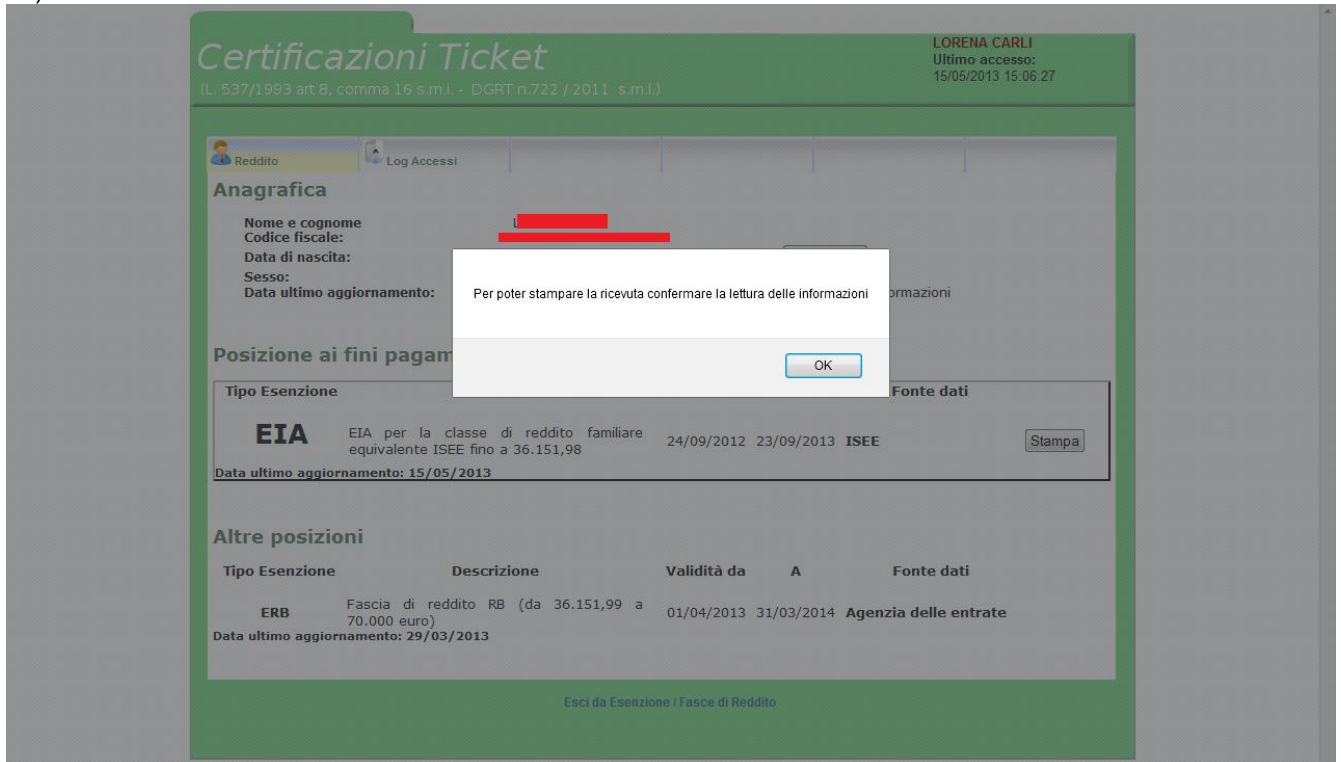 Certificazioni Ticket
(L. 537/1993 art 8, comma 16 s.m.i. - DGRT n.722 / 2011 s.m.i.)
LORENA CARLI
Ultimo accesso:
15/05/2013 15:06:27
Reddito
Log Accessi
Anagrafica
Nome e cognome
Codice fiscale:
Data di nascita:
Sesso:
Data ultimo aggiornamento:
Per poter stampare la ricevuta confermare la lettura delle informazioni
OK
Posizione ai fini
Tipo Esenzione Fonte dati
EIA EIA per la classe di reddito familiare equivalente ISEE fino a 36.151,98 24/09/2012 23/09/2013 ISEE Stampa
Data ultimo aggiornamento: 15/05/2013
Altre posizioni
Tipo Esenzione Descrizione Validità da A Fonte dati
ERB Fascia di reddito RB (da 36.151,99 a 70.000 euro) 01/04/2013 31/03/2014 Agenzia delle entrate
Data ultimo aggiornamento: 29/03/2013
Esci da Esenzione / Fasce di Reddito